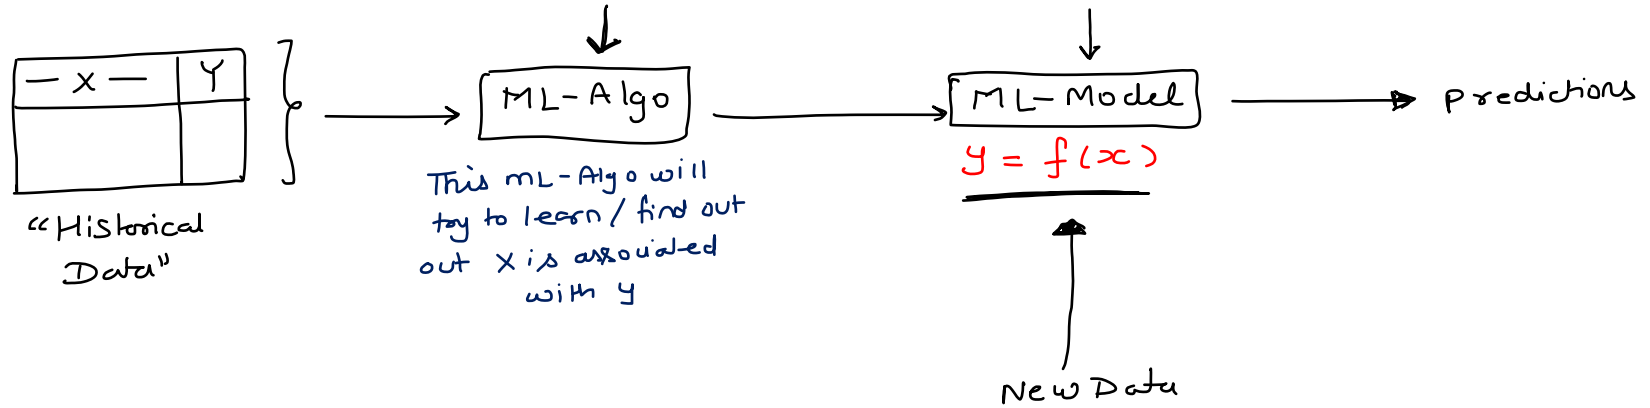 — X — Y
"Historical
Data"
ML-Algo
This ML-Algo will
try to learn/find out
out X is associated
with y
ML-Model
y = f(x)
New Data
Predictions